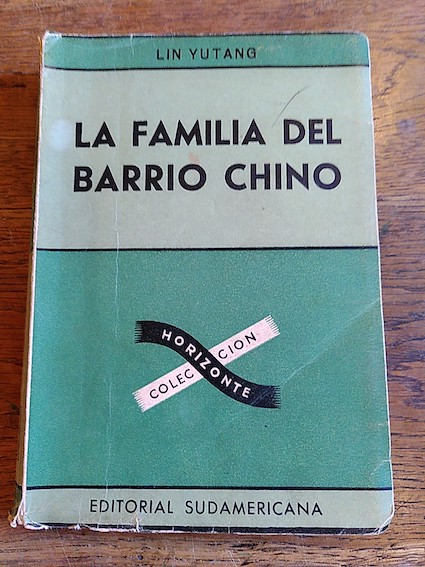 LIN YUTANG
LA FAMILIA DEL
BARRIO CHINO
COLECCION
HORIZONTE
EDITORIAL SUDAMERICANA